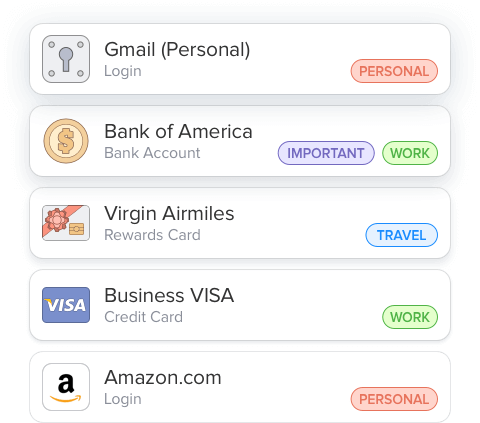 Gmail (Personal)
Login
PERSONAL
Bank of America
Bank Account
IMPORTANT WORK
Virgin Airmiles
Rewards Card
TRAVEL
VISA
Business VISA
Credit Card
WORK
a
Amazon.com
Login
PERSONAL